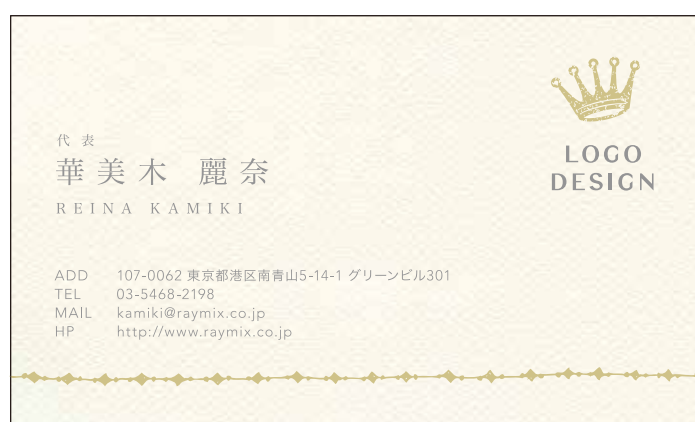 代表
華美木 麗奈
REINA KAMIKI
LOGO
DESIGN
ADD 107-0062 東京都港区南青山5-14-1 グリーンビル301
TEL 03-5468-2198
MAIL kamiki@raymix.co.jp
HP http://www.raymix.co.jp